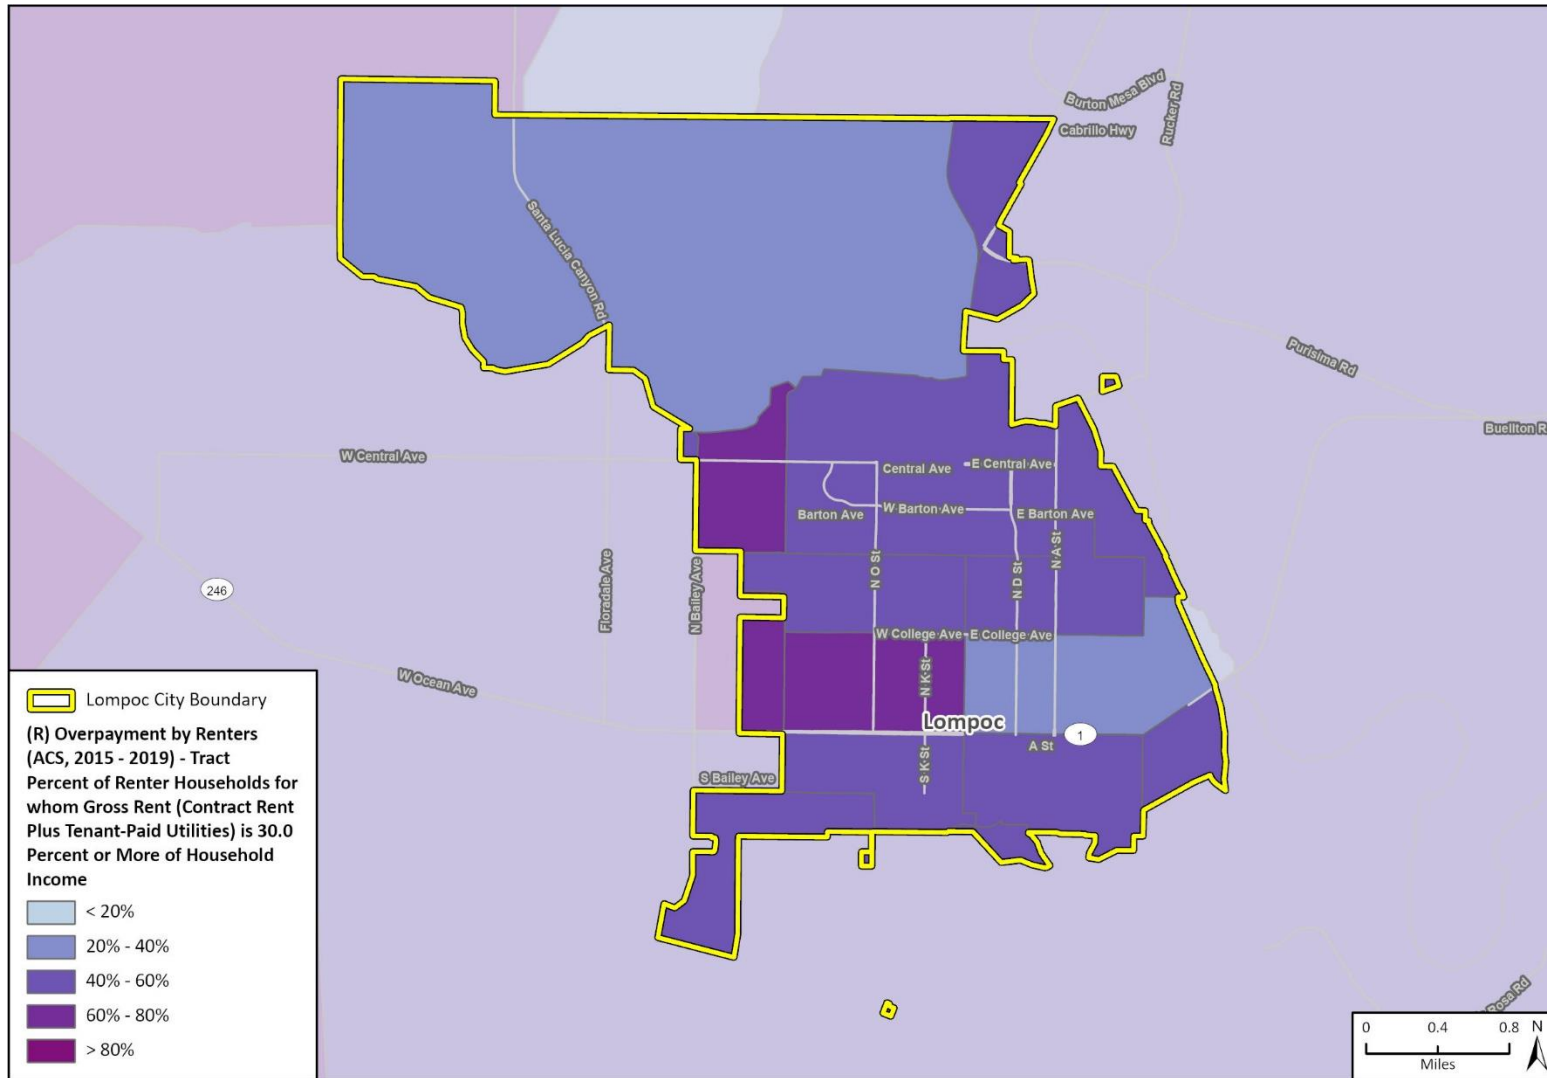 Burton Mesa Blvd
Cabrillo Hwy
Rucker Rd
Santa Lucia Canyon Rd
Purisima Rd
W Central Ave
Central Ave
E Central Ave
W Barton Ave
Barton Ave
E Barton Ave
246
Floradale Ave
N Bailey Ave
N O St
N D St
N A St
W College Ave
E College Ave
N K St
W Ocean Ave
Lompoc
1
A St
S Bailey Ave
S K St
Lompoc City Boundary
(R) Overpayment by Renters
(ACS, 2015 - 2019) - Tract
Percent of Renter Households for
whom Gross Rent (Contract Rent
Plus Tenant-Paid Utilities) is 30.0
Percent or More of Household
Income
< 20%
20% - 40%
40% - 60%
60% - 80%
> 80%
Rosa Rd
0 0.4 0.8 N
Miles